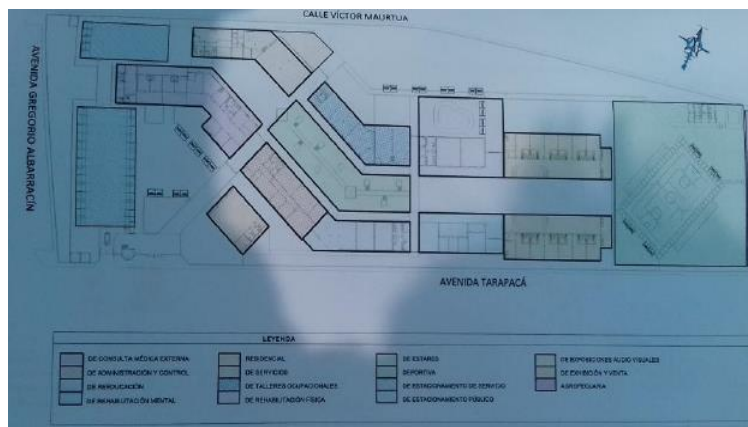 CALLE VÍCTOR MAURTUA
AVENIDA GREGORIO ALBARRACÍN
AVENIDA TARAPACÁ
LEYENDA
DE CONSULTA MÉDICA EXTERNA
DE ADMINISTRACIÓN Y CONTROL
DE REEDUCACIÓN
DE REHABILITACIÓN MENTAL
RESIDENCIAL
DE SERVICIOS
DE TALLERES OCUPACIONALES
DE REHABILITACIÓN FÍSICA
DE ESTARES
DEPORTIVA
DE ESTACIONAMIENTO DE SERVICIO
DE ESTACIONAMIENTO PÚBLICO
DE EXPOSICIONES AUDIO VISUALES
DE EXHIBICIÓN Y VENTA
AGROPECUARIA